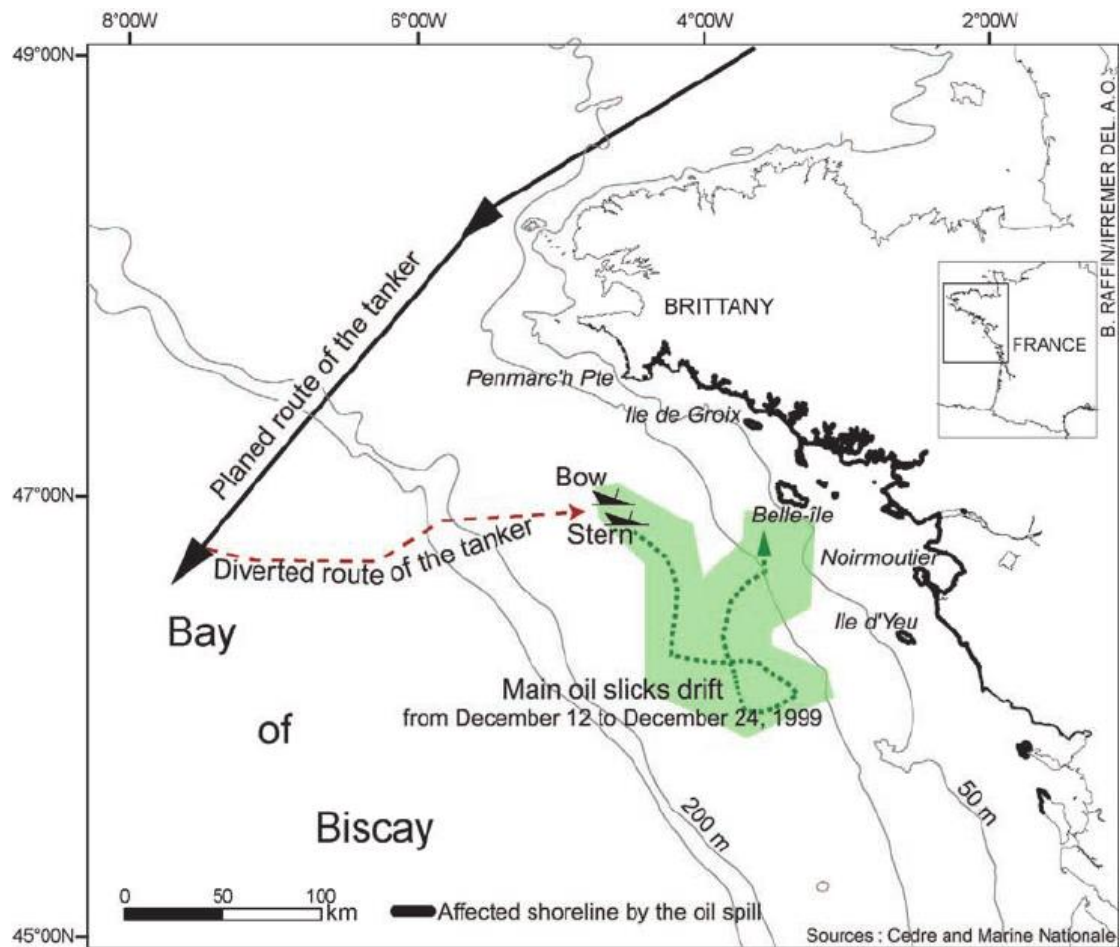 8°00W 6°00W 4°00W 2°00W
49°00N
B. RAFFIN/IFREMER DEL. A.O.
BRITTANY
FRANCE
Planed route of the tanker
Penmarc'h Pte
Ile de Groix
47°00N
Bow
Belle-île
Stern
Noirmoutier
Diverted route of the tanker
Bay
Ile d'Yeu
Main oil slicks drift
from December 12 to December 24, 1999
of
200 m
50 m
Biscay
0 50 100
km
Affected shoreline by the oil spill
45°00N
Sources : Cedre and Marine Nationale